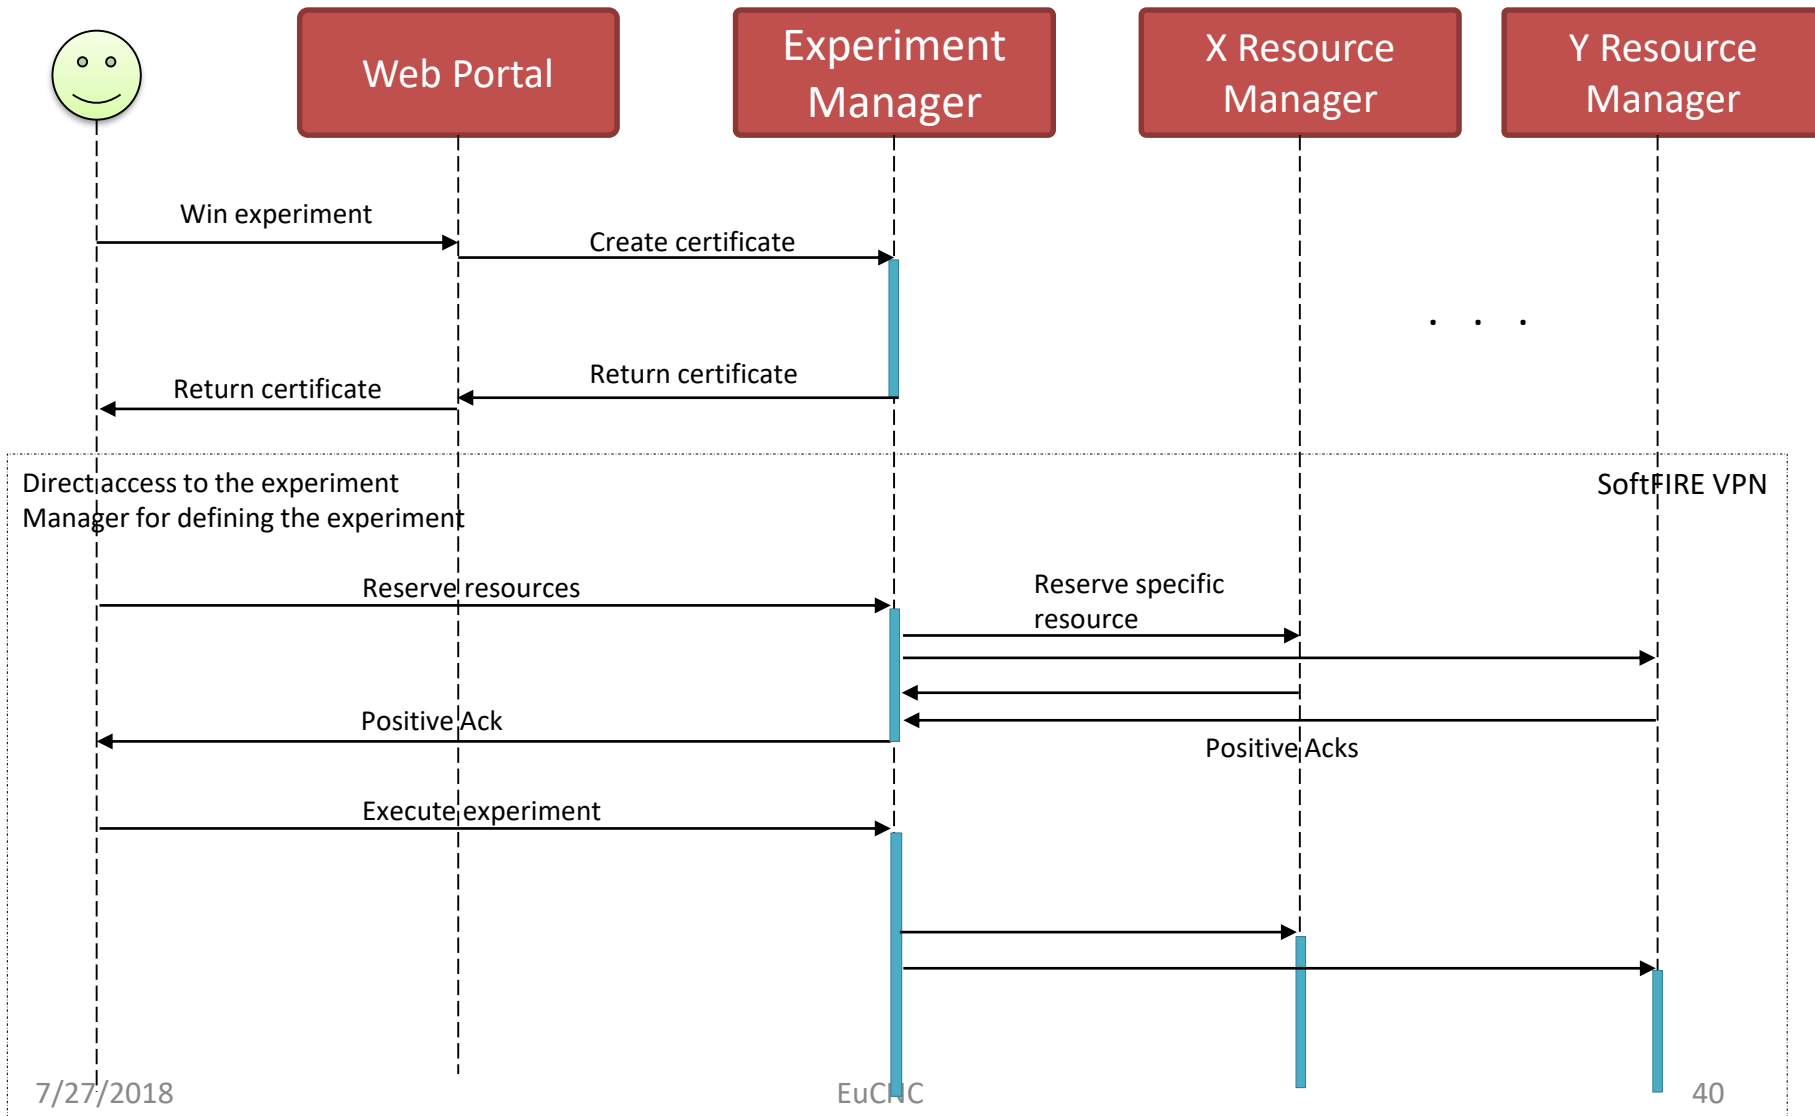 Web Portal
Experiment
Manager
X Resource
Manager
Y Resource
Manager
Win experiment
Create certificate
. . .
Return certificate
Return certificate
Direct access to the experiment
Manager for defining the experiment
SoftFIRE VPN
Reserve resources
Reserve specific
resource
Positive Ack
Positive Acks
Execute experiment
7/27/2018
EuCNC
40